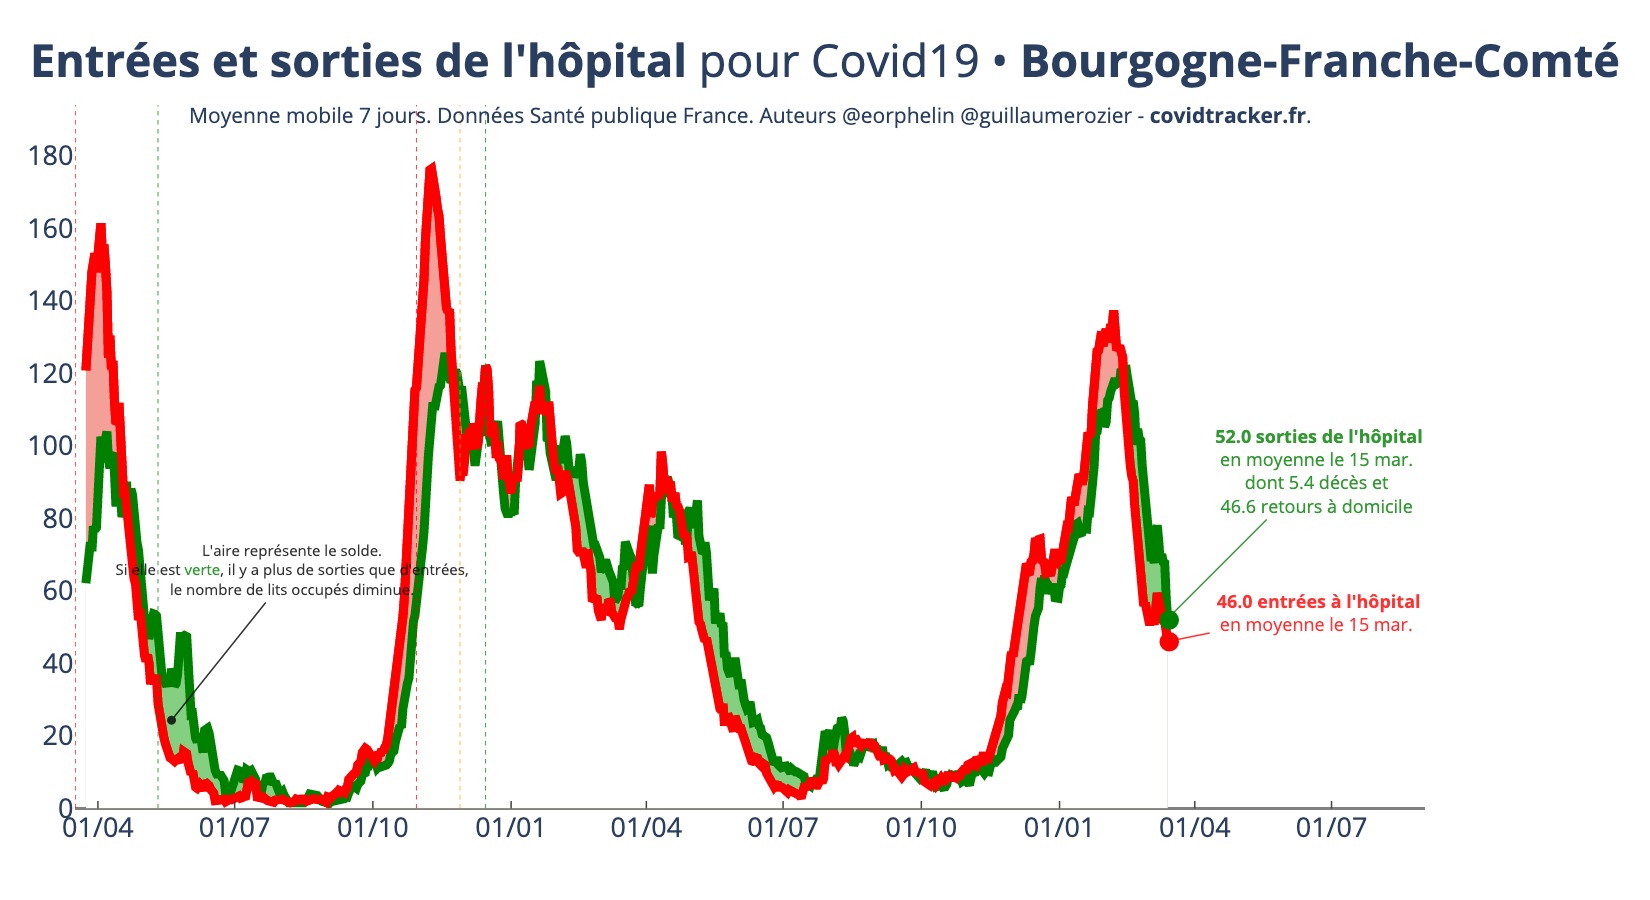 Entrées et sorties de l'hôpital pour Covid19 • Bourgogne-Franche-Comté
Moyenne mobile 7 jours. Données Santé publique France. Auteurs @eorphelin @guillaumerozier - covidtracker.fr.
180
160
140
120
100
80
60
40
20
0
52.0 sorties de l'hôpital
en moyenne le 15 mar.
dont 5.4 décès et
46.6 retours à domicile
L'aire représente le solde.
Si elle est verte, il y a plus de sorties que d'entrées,
le nombre de lits occupés diminue.
46.0 entrées à l'hôpital
en moyenne le 15 mar.
01/04 01/07 01/10 01/01 01/04 01/07 01/10 01/01 01/04 01/07